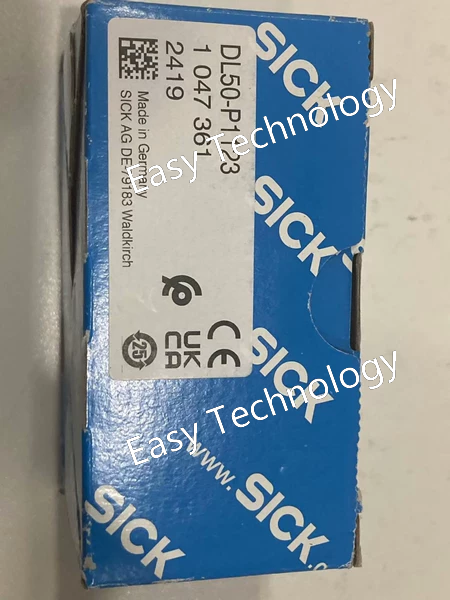 DL50-P1123
1 047 361
2419
Made in Germany
SICK AG DE-79183 Waldkirch
25
CE
UK
CA
SICK
SICK
SICK
www.SICK.
SICK
Easy Technology
Easy Technology